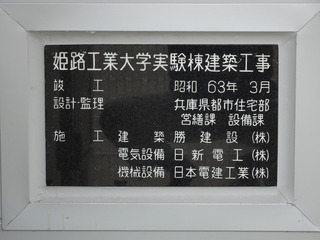 姫路工業大学実験棟建築工事
竣工 昭和 63年 3月
設計・監理 兵庫県都市住宅部
営繕課 設備課
施工 建築 勝建設(株)
電気設備 日新電工(株)
機械設備 日本電建工業(株)